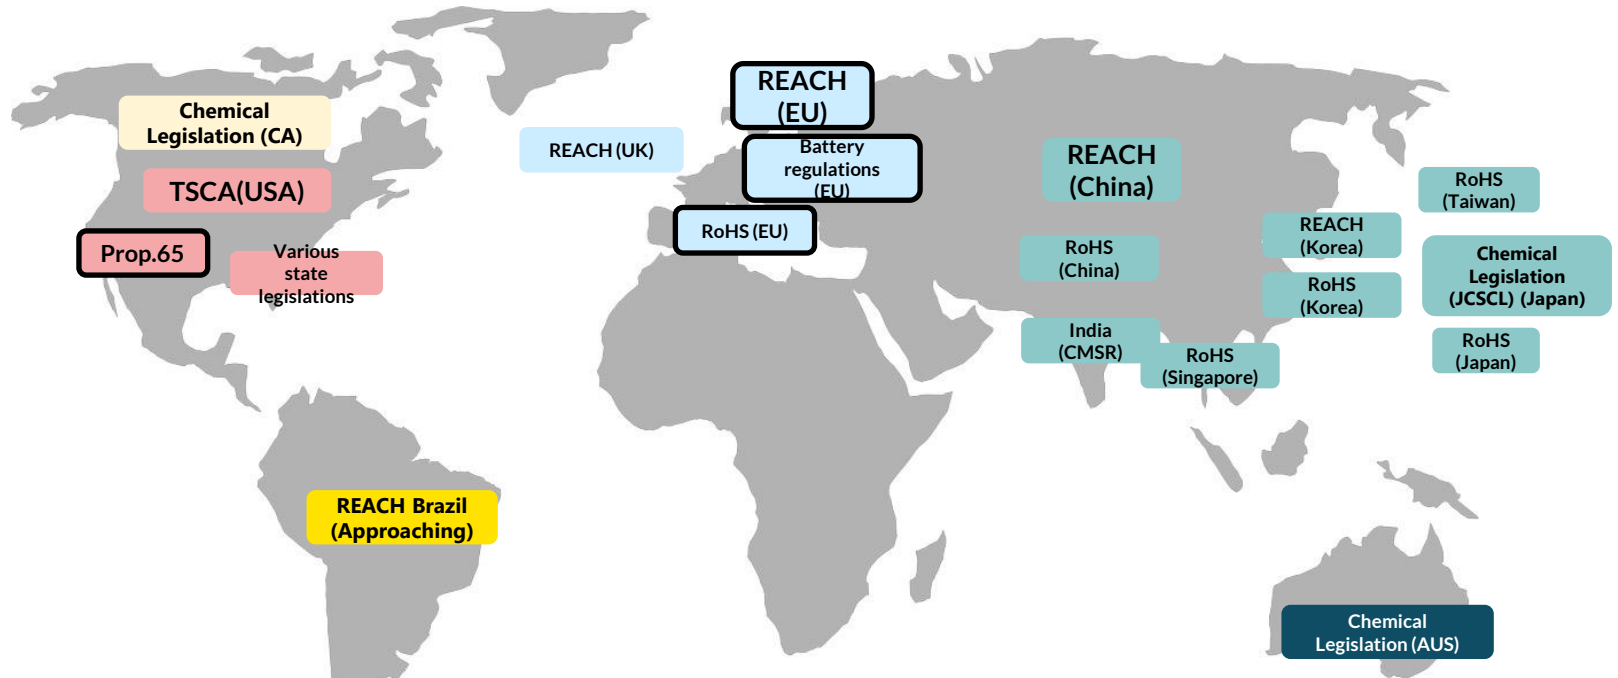 Chemical
Legislation (CA)
TSCA(USA)
Prop.65
Various
state
legislations
REACH Brazil
(Approaching)
REACH (UK)
REACH
(EU)
Battery
regulations
(EU)
RoHS (EU)
REACH
(China)
RoHS
(China)
India
(CMSR)
RoHS
(Singapore)
REACH
(Korea)
RoHS
(Korea)
RoHS
(Taiwan)
Chemical
Legislation
(JCSCL) (Japan)
RoHS
(Japan)
Chemical
Legislation (AUS)